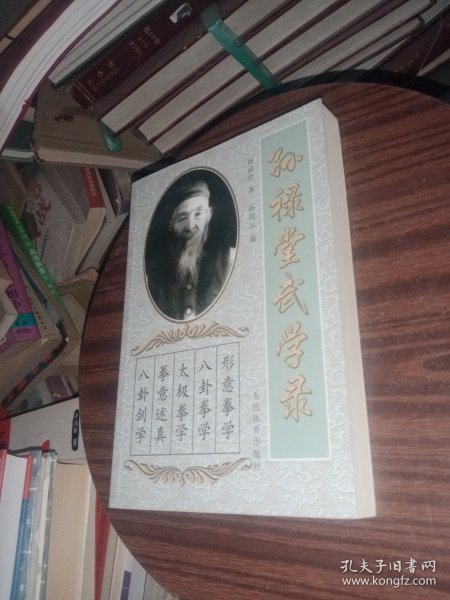 孙禄堂武学录
孙禄堂 著 孙剑云 编
形意拳学
八卦拳学
太极拳学
拳意述真
八卦剑学
人民体育出版社
孔夫子旧书网
www.kongfz.com